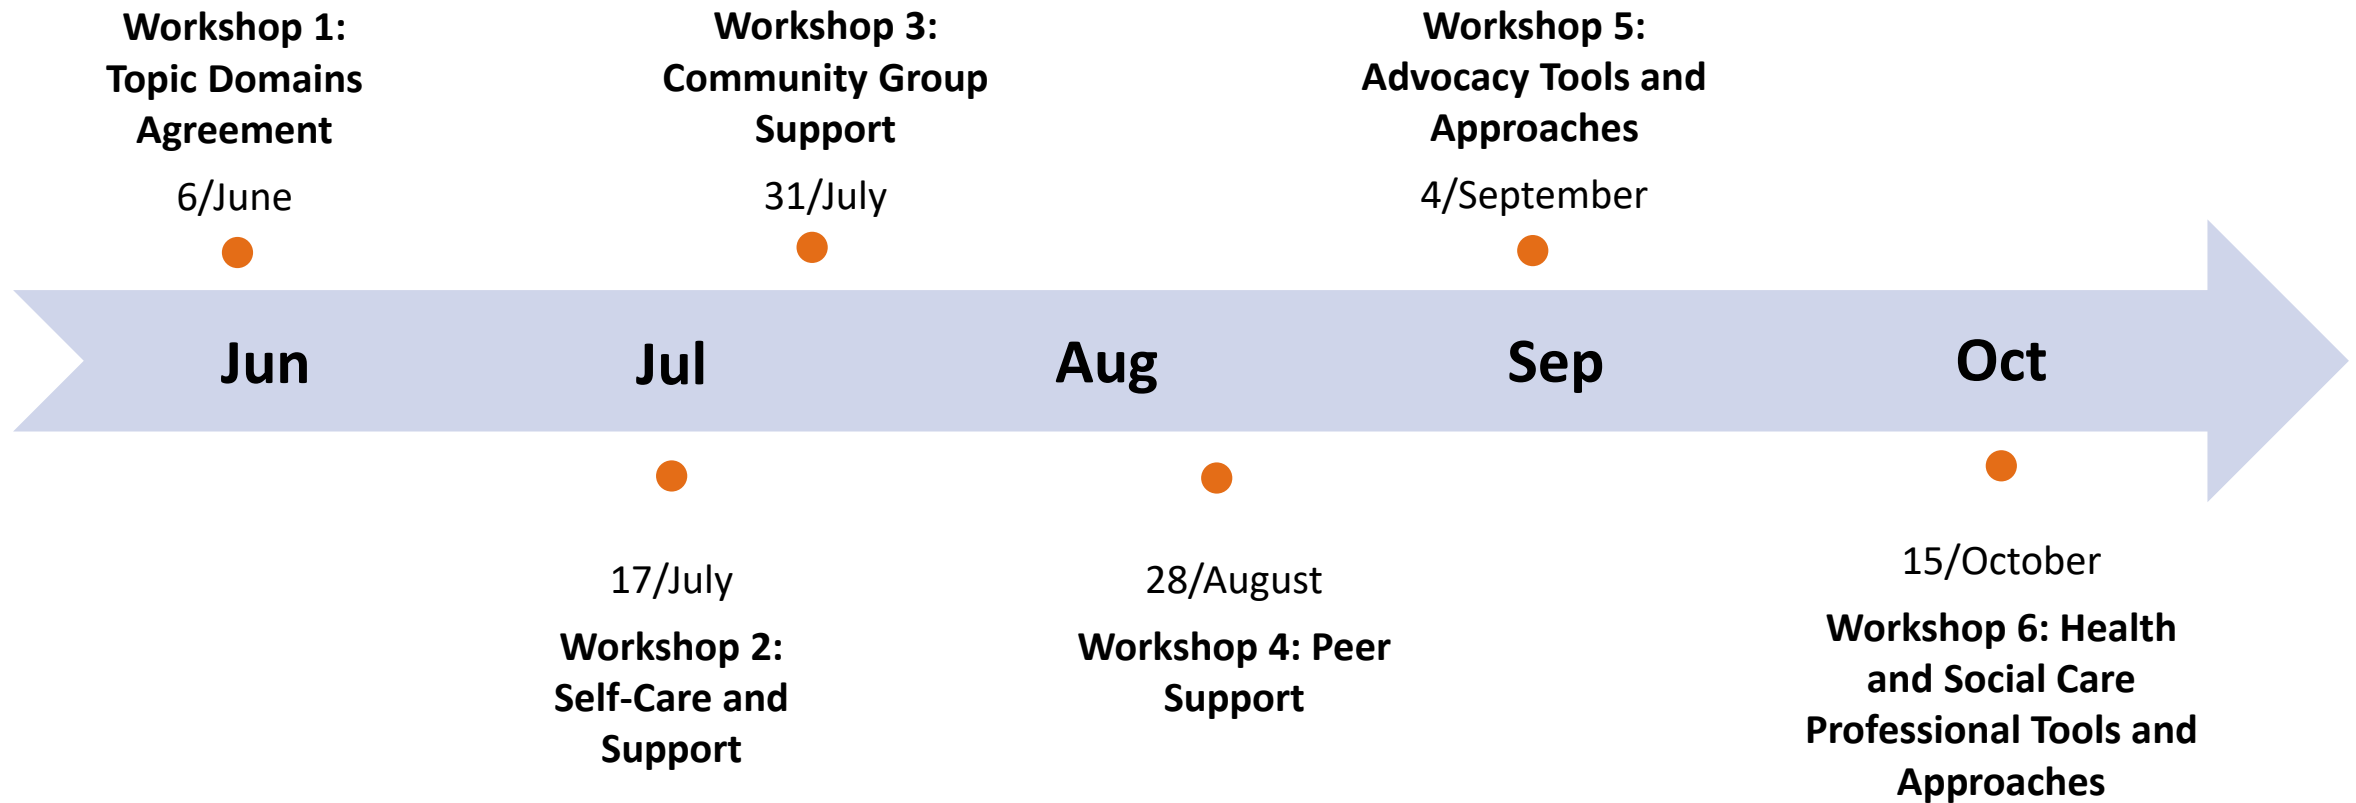 Workshop 1:
Topic Domains
Agreement
6/June
Workshop 3:
Community Group
Support
31/July
Workshop 5:
Advocacy Tools and
Approaches
4/September
Jun
Jul
Aug
Sep
Oct
17/July
Workshop 2:
Self-Care and
Support
28/August
Workshop 4: Peer
Support
15/October
Workshop 6: Health
and Social Care
Professional Tools and
Approaches